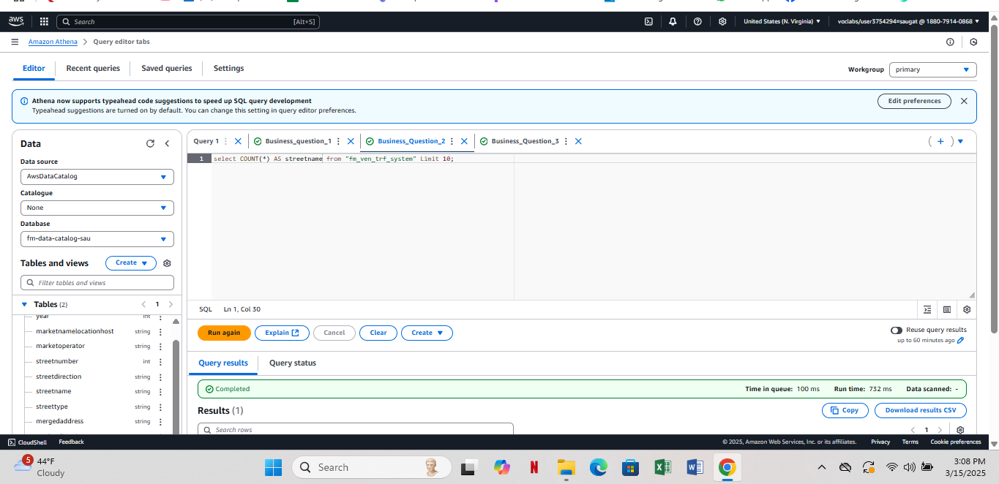 aws
Search [Alt+S]
United States (N. Virginia) ▼ voclabs/user3754294=saugat @ 1880-7914-0868 ▼
Amazon Athena > Query editor tabs
Editor Recent queries Saved queries Settings
Workgroup primary
Athena now supports typeahead code suggestions to speed up SQL query development
Typeahead suggestions are turned on by default. You can change this setting in query editor preferences.
Edit preferences
Data
Data source
AwsDataCatalog
Catalogue
None
Database
fm-data-catalog-sau
Tables and views Create
Filter tables and views
Tables (2) < 1 >
year int
marketnamelocationhost string
marketoperator string
streetnumber int
streetdirection string
streetname string
streettype string
mergedaddress string
Query 1 Business_question_1 Business_Question_2 Business_Question_3
1 select COUNT(*) AS streetname from "fm_ven_trf_system" Limit 10;
SQL Ln 1, Col 30
Run again Explain Cancel Clear Create
Reuse query results
up to 60 minutes ago
Query results Query status
Completed Time in queue: 100 ms Run time: 732 ms Data scanned: -
Results (1) Copy Download results CSV
Search rows < 1 >
CloudShell Feedback © 2025, Amazon Web Services, Inc. or its affiliates. Privacy Terms Cookie preferences
5
44°F
Cloudy
Search
3:08 PM
3/15/2025